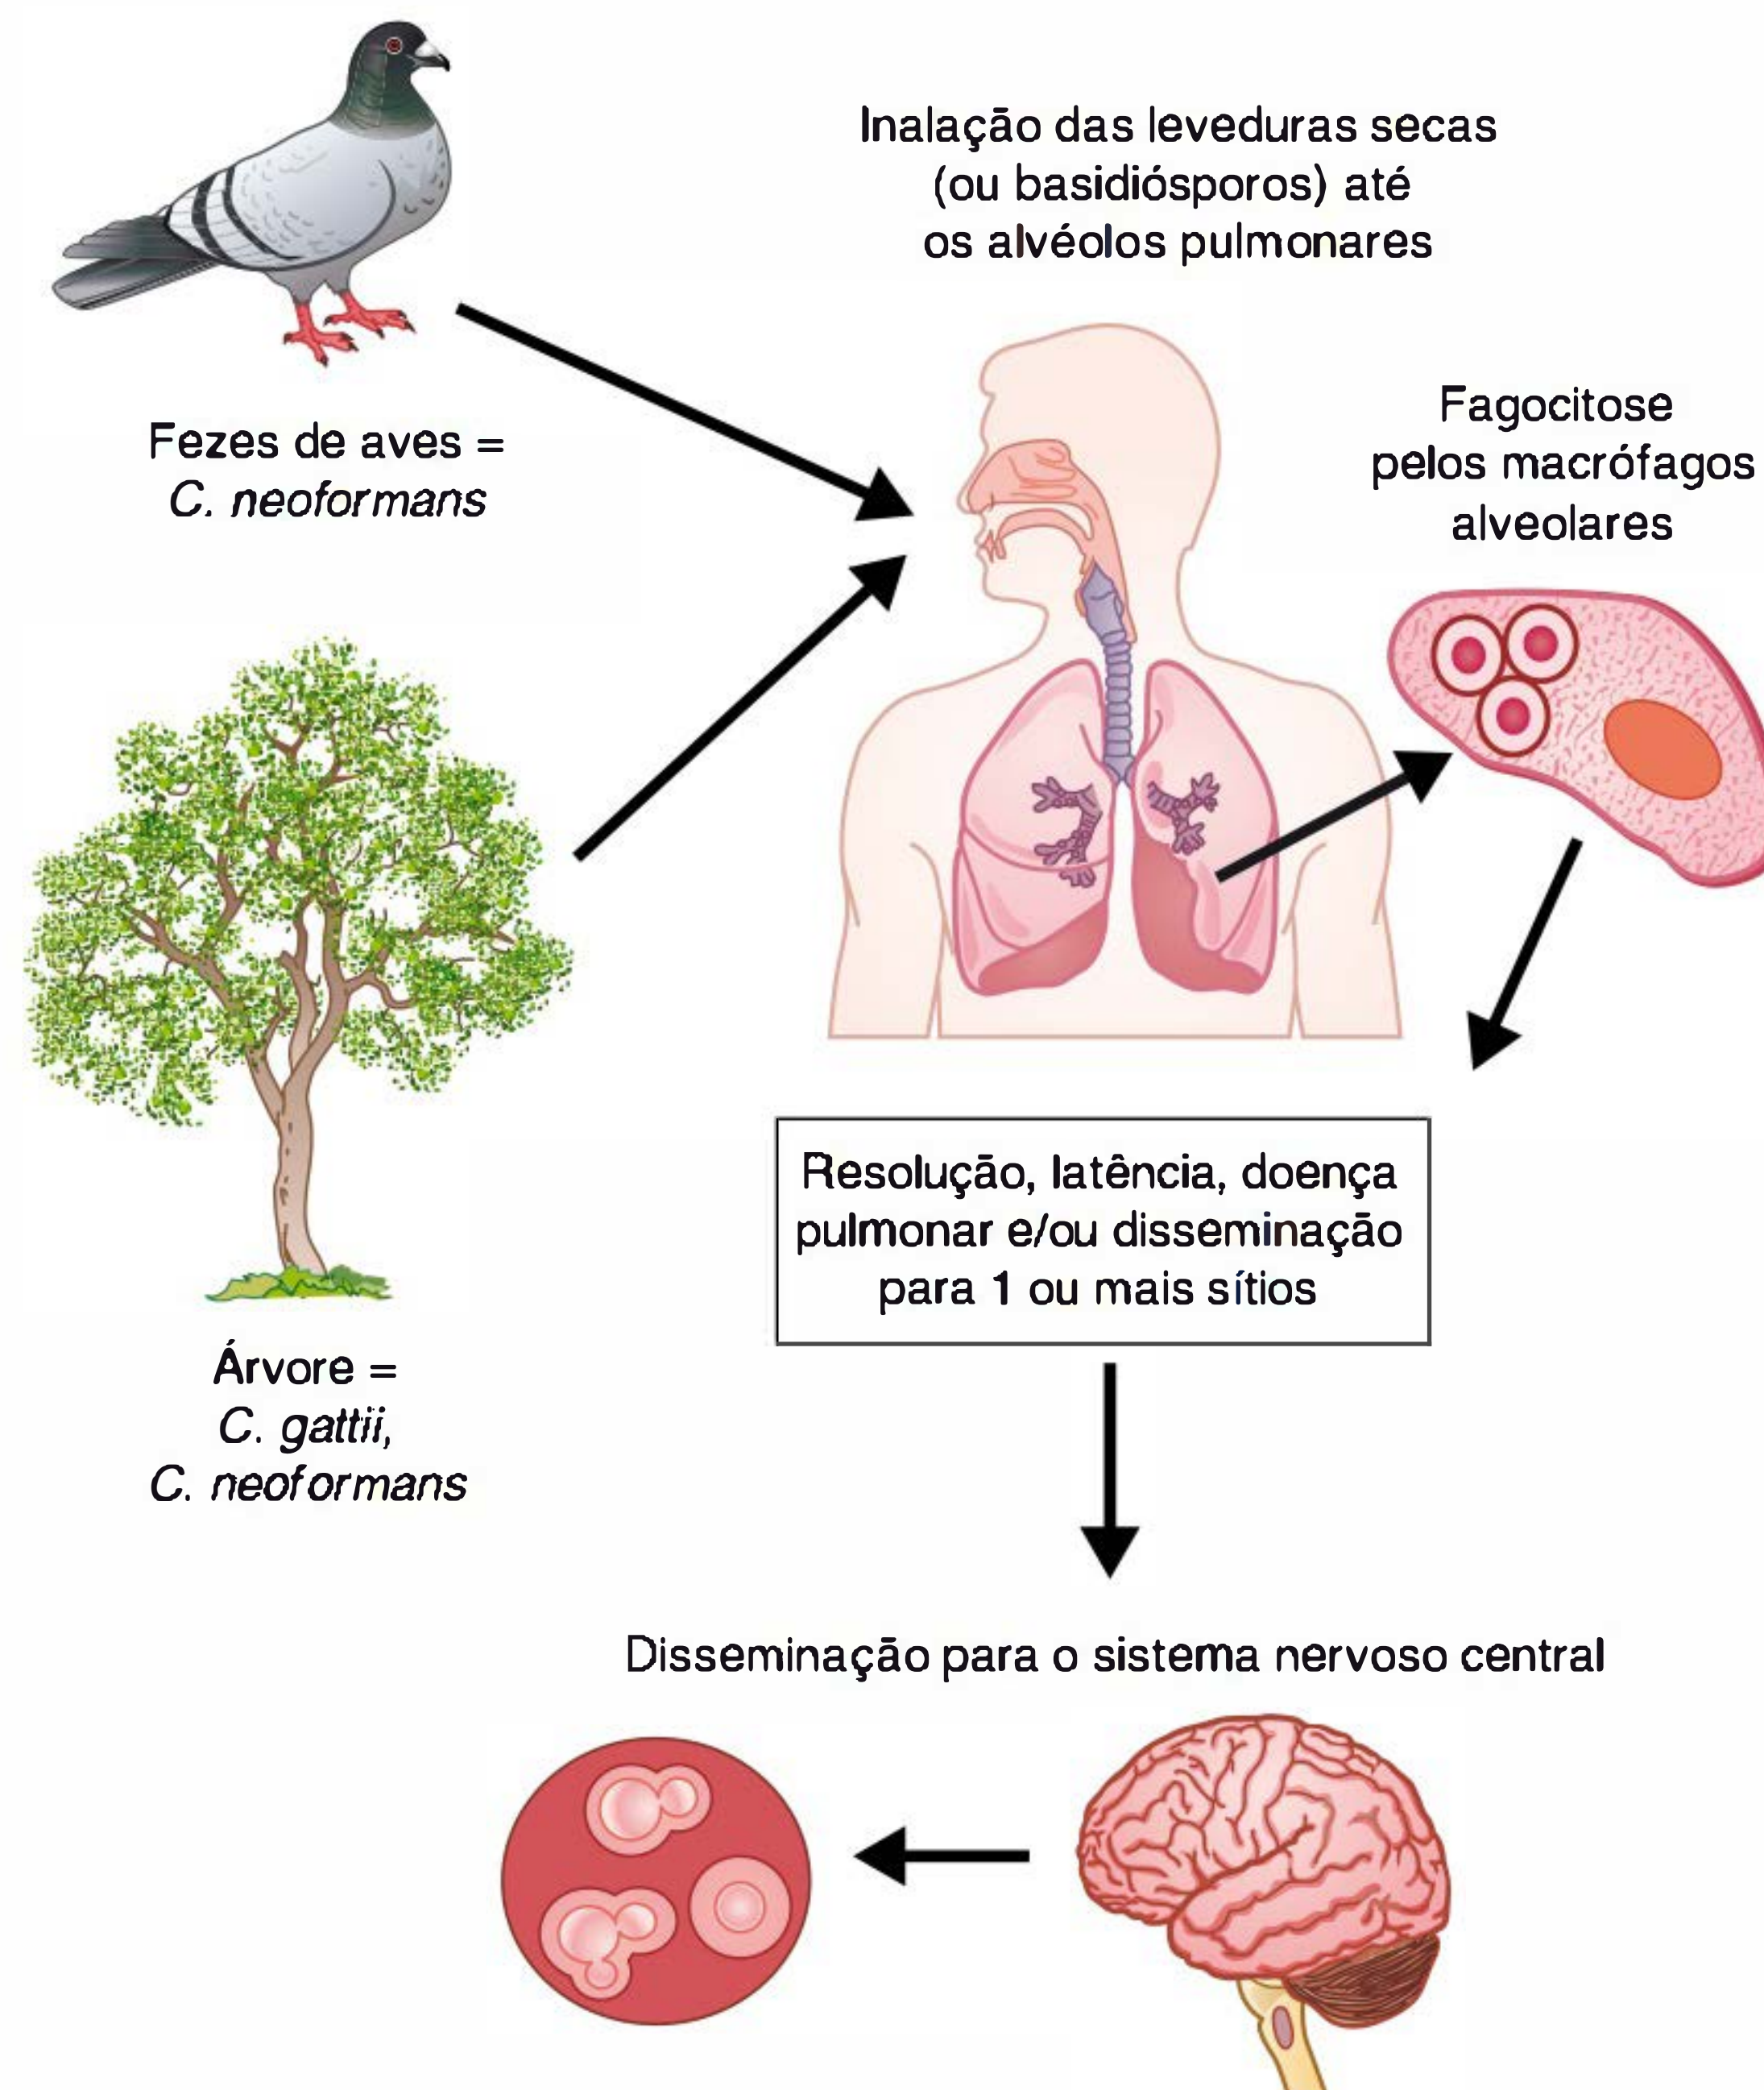 Inalação das leveduras secas
(ou basidiósporos) até
os alvéolos pulmonares
Fagocitose
pelos macrófagos
alveolares
Fezes de aves =
C. neoformans
Árvore =
C. gattii,
C. neoformans
Resolução, latência, doença
pulmonar e/ou disseminação
para 1 ou mais sítios
Disseminação para o sistema nervoso central